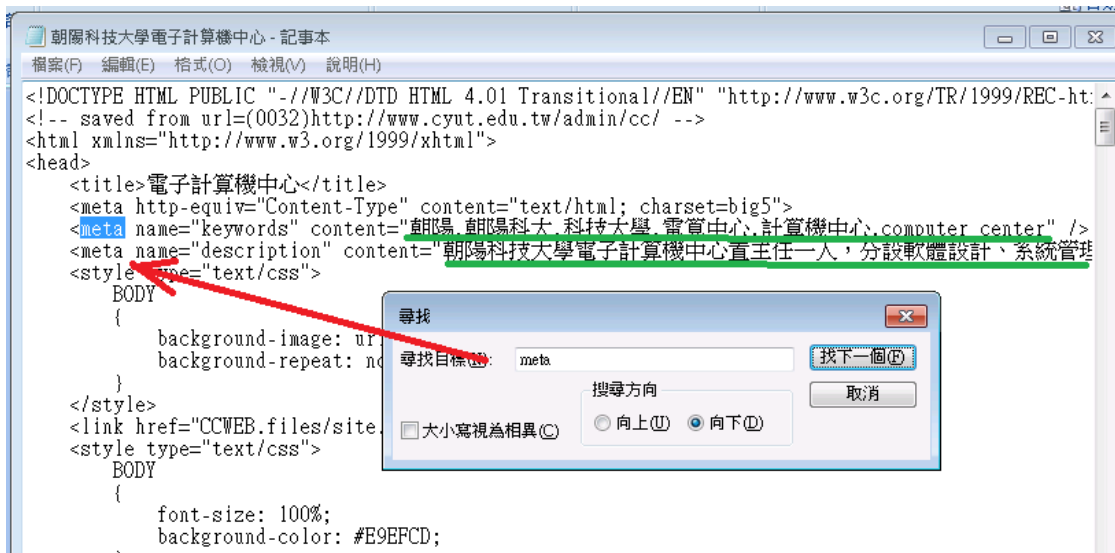 朝陽科技大學電子計算機中心 - 記事本
檔案(F) 編輯(E) 格式(O) 檢視(V) 說明(H)
<!DOCTYPE HTML PUBLIC "-//W3C//DTD HTML 4.01 Transitional//EN" "http://www.w3c.org/TR/1999/REC-ht
<!-- saved from url=(0032)http://www.cyut.edu.tw/admin/cc/ -->
<html xmlns="http://www.w3.org/1999/xhtml">
<head>
<title>電子計算機中心</title>
<meta http-equiv="Content-Type" content="text/html; charset=big5">
<meta name="keywords" content="朝陽,朝陽科大,科技大學,電算中心,計算機中心,computer center" />
<meta name="description" content="朝陽科技大學電子計算機中心置主任一人，分設軟體設計、系統管理
<style type="text/css">
BODY
{
background-image: ur
background-repeat: no
}
</style>
<link href="CCWEB.files/site.
<style type="text/css">
BODY
{
font-size: 100%;
background-color: #E9EFCD;
尋找
尋找目標(N): meta
找下一個(F)
搜尋方向
取消
大小寫視為相異(C)
向上(U) 向下(D)